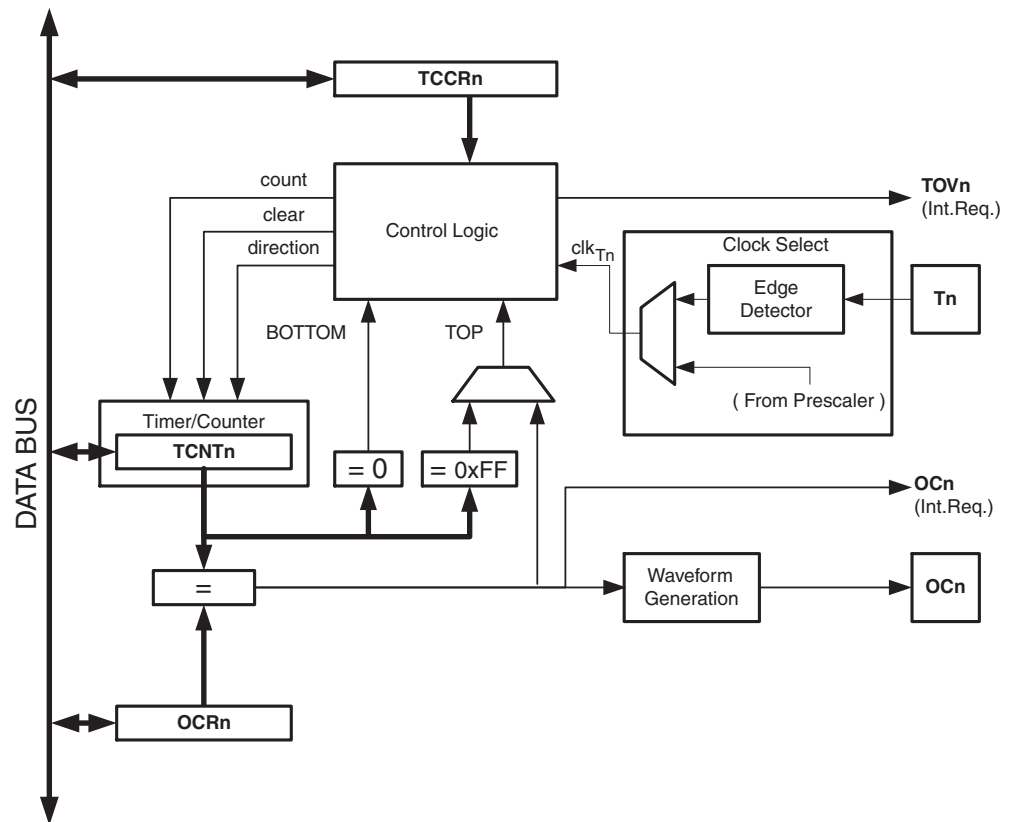 TCCRn
count
clear
direction
Control Logic
TOVn
(Int.Req.)
clkTn
Clock Select
Edge
Detector
Tn
( From Prescaler )
BOTTOM
TOP
Timer/Counter
TCNTn
= 0
= 0xFF
DATA BUS
OCn
(Int.Req.)
=
Waveform
Generation
OCn
OCRn